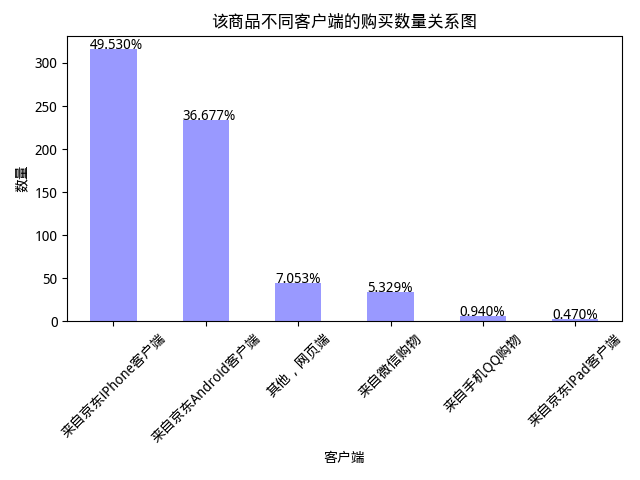 该商品不同客户端的购买数量关系图
数量
300
250
200
150
100
50
0
49.530%
36.677%
7.053%
5.329%
0.940%
0.470%
来自京东iPhone客户端
来自京东Android客户端
其他，网页端
来自微信购物
来自手机QQ购物
来自京东iPad客户端
客户端